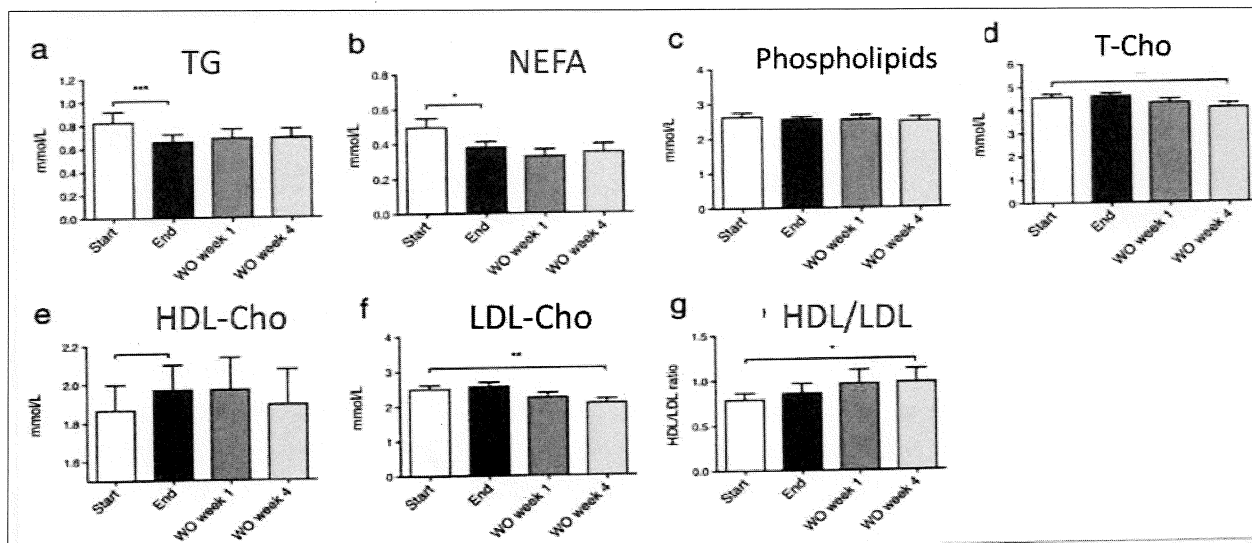 a
TG
1.2
1.0
0.8
0.6
0.4
0.2
0.0
mmol/L
***
Start
End
WO week 1
WO week 4
b
NEFA
0.8
0.6
0.4
0.2
0.0
mmol/L
*
Start
End
WO week 1
WO week 4
c
Phospholipids
4
3
2
1
0
mmol/L
Start
End
WO week 1
WO week 4
d
T-Cho
6
5
4
3
2
1
0
mmol/L
Start
End
WO week 1
WO week 4
e
HDL-Cho
2.2
2.0
1.8
1.6
mmol/L
Start
End
WO week 1
WO week 4
f
LDL-Cho
4
3
2
1
0
mmol/L
**
Start
End
WO week 1
WO week 4
g
HDL/LDL
1.5
1.0
0.5
0.0
HDL/LDL ratio
*
Start
End
WO week 1
WO week 4